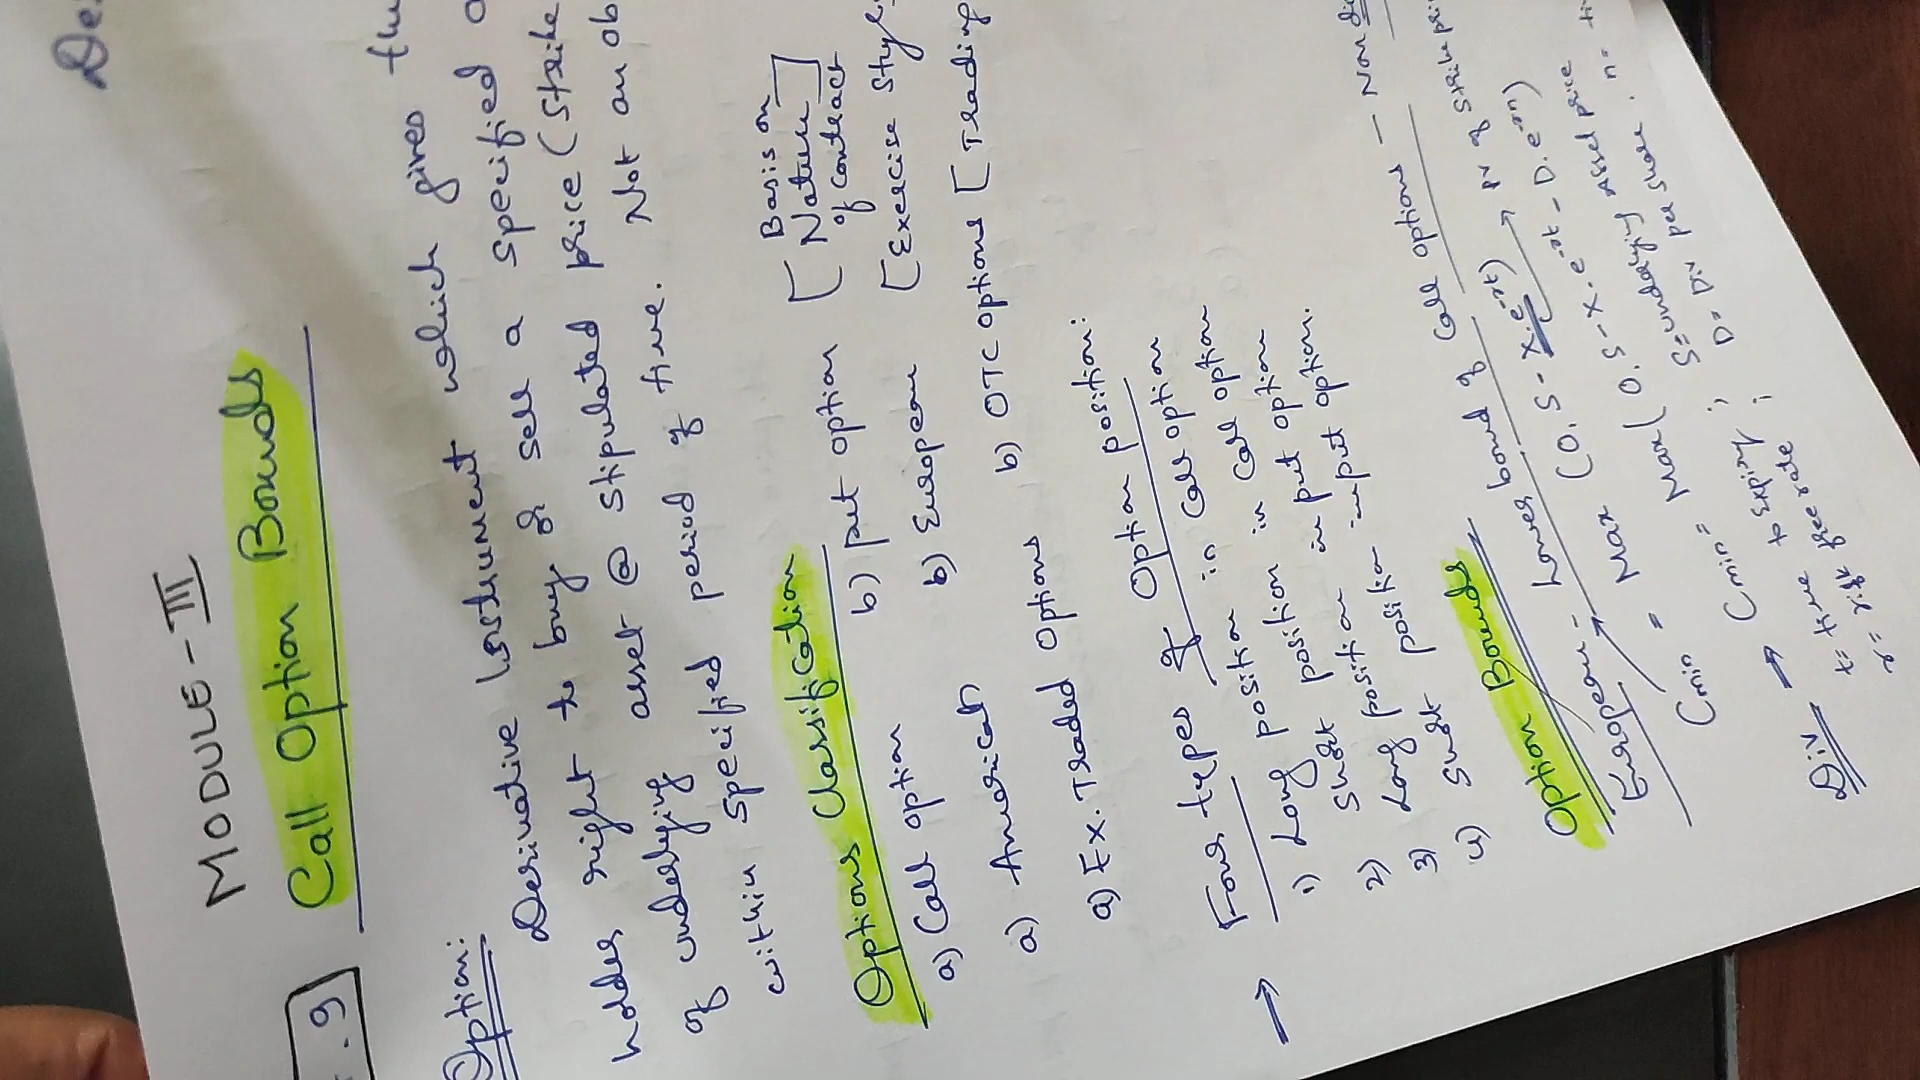 De
MODULE-III
.9
Call Option Bounds
Option:
Derivative Instrument which gives the
holder right to buy or sell a specified
of underlying asset @ stipulated price (Strike
within specified period of time. Not an ob
Options Classification
a) Call option b) put option [Basis on Nature of contract]
a) American b) European [Exercise Style
a) Ex. Traded Options b) OTC options [Trading
→ Four types of Option position:
1) Long position in Call option
2) Short position in Call option
3) Long position in put option
4) Short position in put option.
Option Bounds
European - Lower bound of Call options - Non di
European → Max (0, S - X.e^-rt) → PV of Strike pri
Cmin = Max (0, S - X.e^-rt - D.e^-rn)
Div → Cmin = Max (0, S - X.e^-rt - D.e^-rn)
t = time to expiry ; S = underlying Asset price
r = risk free rate ; D = Div per share. n = ti